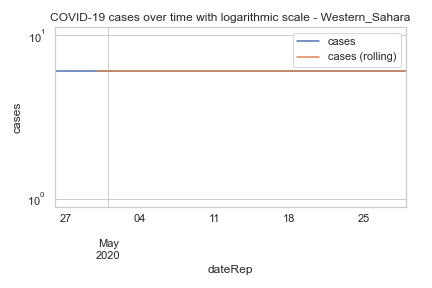 COVID-19 cases over time with logarithmic scale - Western_Sahara
cases
cases (rolling)
10¹
cases
10⁰
27
04
11
18
25
May
2020
dateRep